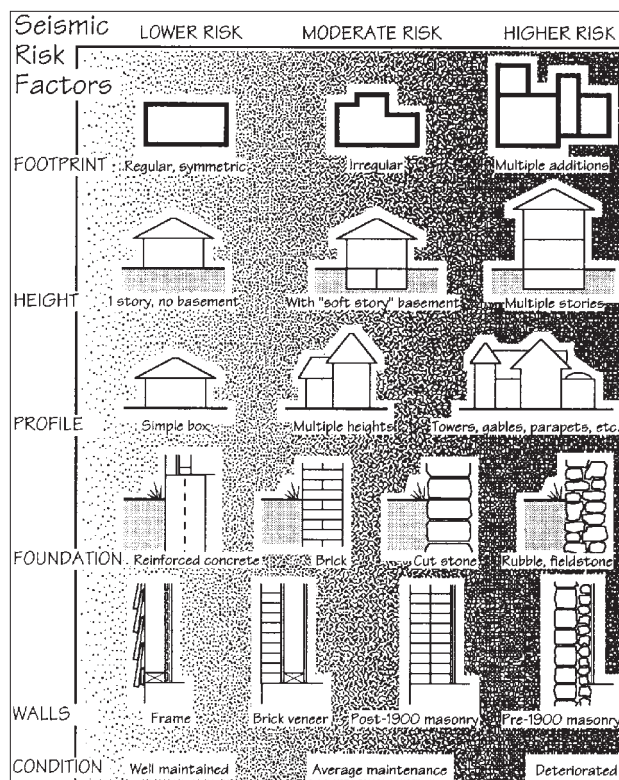 Seismic
Risk
Factors
LOWER RISK MODERATE RISK HIGHER RISK
FOOTPRINT Regular, symmetric Irregular Multiple additions
HEIGHT 1 story, no basement With "soft story" basement Multiple stories
PROFILE Simple box Multiple heights Towers, gables, parapets, etc.
FOUNDATION Reinforced concrete Brick Cut stone Rubble, fieldstone
WALLS Frame Brick veneer Post-1900 masonry Pre-1900 masonry
CONDITION Well maintained Average maintenance Deteriorated